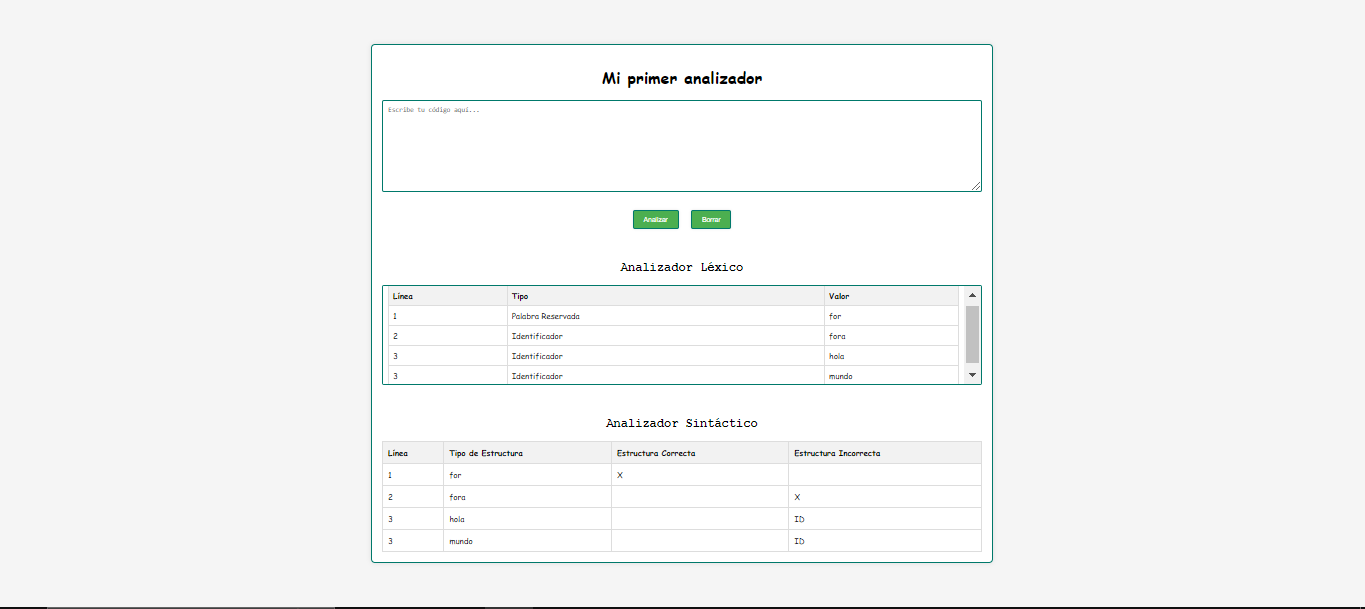 Mi primer analizador
Escribe tu código aquí...
Analizar Borrar
Analizador Léxico
Línea Tipo Valor
1 Palabra Reservada for
2 Identificador fora
3 Identificador hola
3 Identificador mundo
Analizador Sintáctico
Línea Tipo de Estructura Estructura Correcta Estructura Incorrecta
1 for X
2 fora X
3 hola ID
3 mundo ID